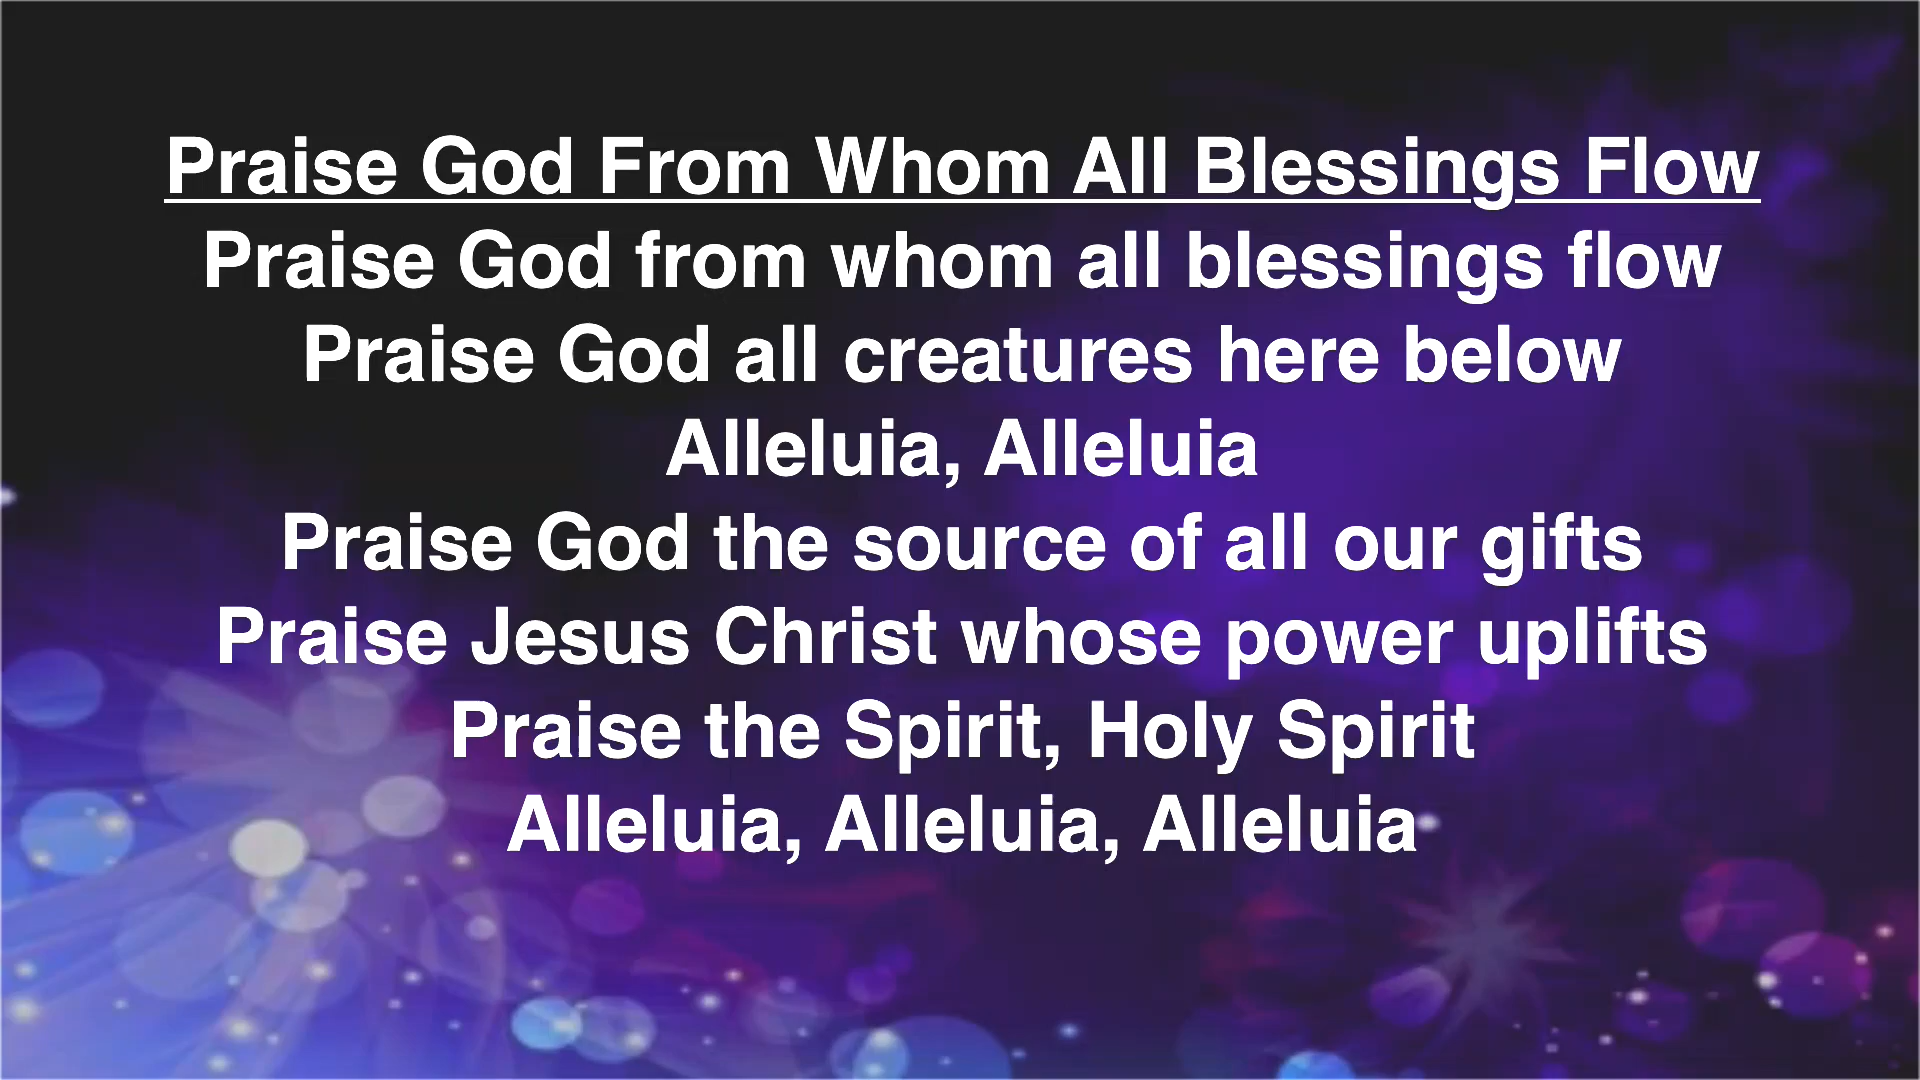 Praise God From Whom All Blessings Flow
Praise God from whom all blessings flow
Praise God all creatures here below
Alleluia, Alleluia
Praise God the source of all our gifts
Praise Jesus Christ whose power uplifts
Praise the Spirit, Holy Spirit
Alleluia, Alleluia, Alleluia